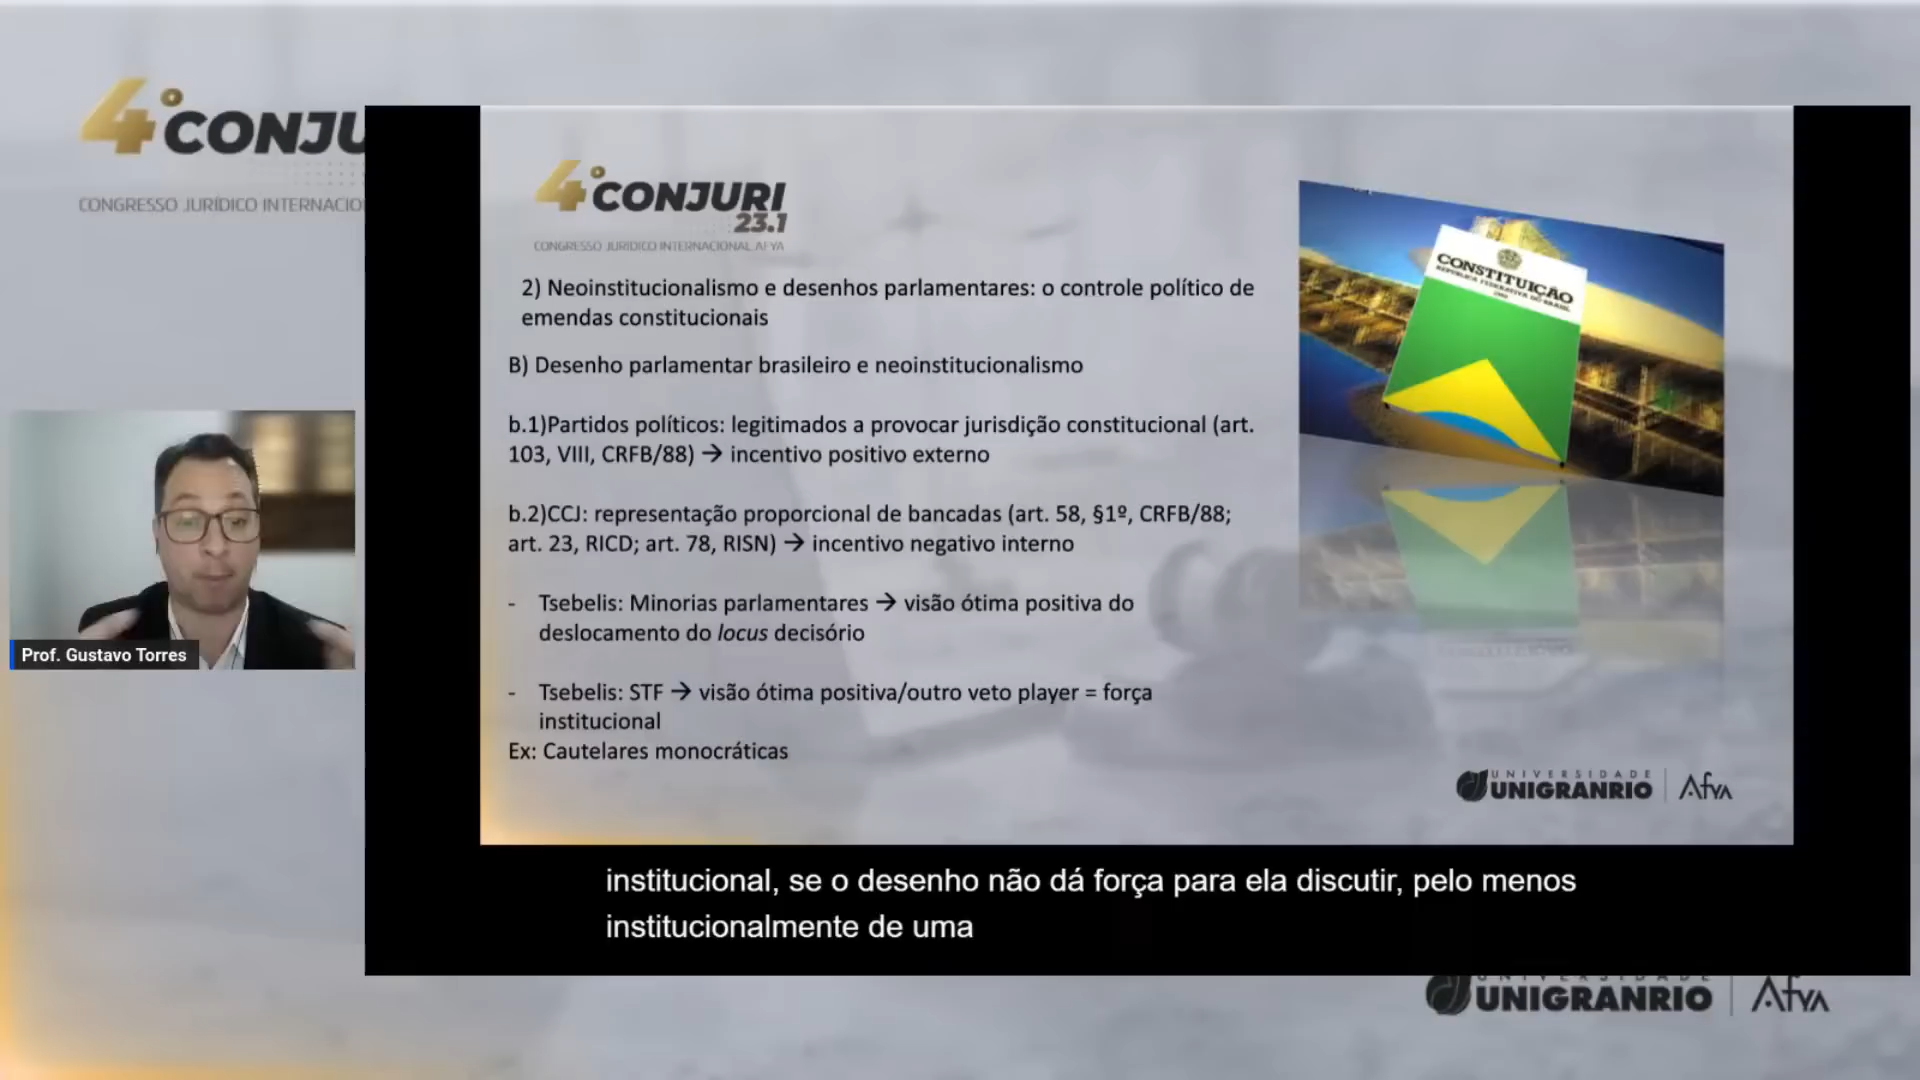 4º CONJU
CONGRESSO JURÍDICO INTERNACIO
4º CONJURI
23.1
CONGRESSO JURÍDICO INTERNACIONAL AFYA
2) Neoinstitucionalismo e desenhos parlamentares: o controle político de
emendas constitucionais
B) Desenho parlamentar brasileiro e neoinstitucionalismo
b.1)Partidos políticos: legitimados a provocar jurisdição constitucional (art.
103, VIII, CRFB/88) → incentivo positivo externo
b.2)CCJ: representação proporcional de bancadas (art. 58, §1º, CRFB/88;
art. 23, RICD; art. 78, RISN) → incentivo negativo interno
- Tsebelis: Minorias parlamentares → visão ótima positiva do
deslocamento do locus decisório
- Tsebelis: STF → visão ótima positiva/outro veto player = força
institucional
Ex: Cautelares monocráticas
CONSTITUIÇÃO
REPÚBLICA FEDERATIVA DO BRASIL
UNIVERSIDADE
UNIGRANRIO
Afya
Prof. Gustavo Torres
institucional, se o desenho não dá força para ela discutir, pelo menos
institucionalmente de uma
UNIVERSIDADE
UNIGRANRIO
Afya